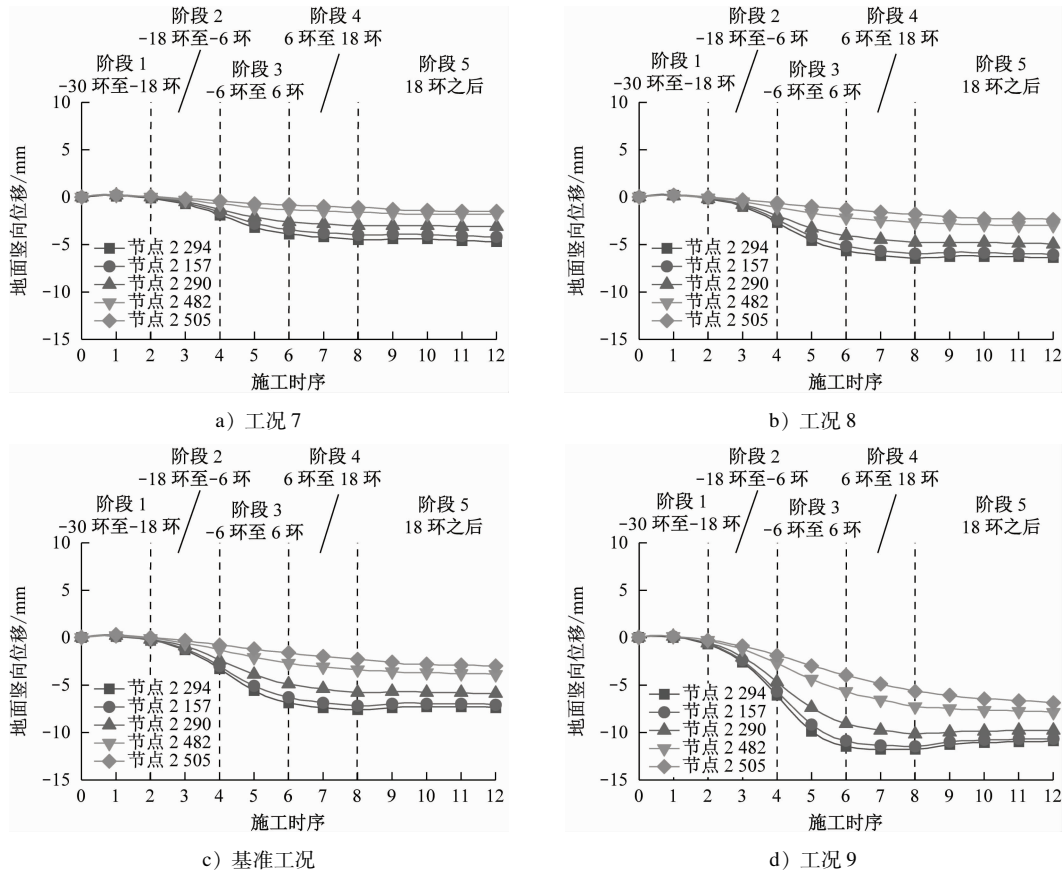 阶段 2
-18 环至-6 环
阶段 4
6 环至 18 环
阶段 1
-30 环至-18 环
阶段 3
-6 环至 6 环
阶段 5
18 环之后
地面竖向位移/mm
10
5
0
-5
-10
-15
节点 2 294
节点 2 157
节点 2 290
节点 2 482
节点 2 505
0 1 2 3 4 5 6 7 8 9 10 11 12
施工时序
a）工况 7
阶段 2
-18 环至-6 环
阶段 4
6 环至 18 环
阶段 1
-30 环至-18 环
阶段 3
-6 环至 6 环
阶段 5
18 环之后
地面竖向位移/mm
10
5
0
-5
-10
-15
节点 2 294
节点 2 157
节点 2 290
节点 2 482
节点 2 505
0 1 2 3 4 5 6 7 8 9 10 11 12
施工时序
b）工况 8
阶段 2
-18 环至-6 环
阶段 4
6 环至 18 环
阶段 1
-30 环至-18 环
阶段 3
-6 环至 6 环
阶段 5
18 环之后
地面竖向位移/mm
10
5
0
-5
-10
-15
节点 2 294
节点 2 157
节点 2 290
节点 2 482
节点 2 505
0 1 2 3 4 5 6 7 8 9 10 11 12
施工时序
c）基准工况
阶段 2
-18 环至-6 环
阶段 4
6 环至 18 环
阶段 1
-30 环至-18 环
阶段 3
-6 环至 6 环
阶段 5
18 环之后
地面竖向位移/mm
10
5
0
-5
-10
-15
节点 2 294
节点 2 157
节点 2 290
节点 2 482
节点 2 505
0 1 2 3 4 5 6 7 8 9 10 11 12
施工时序
d）工况 9